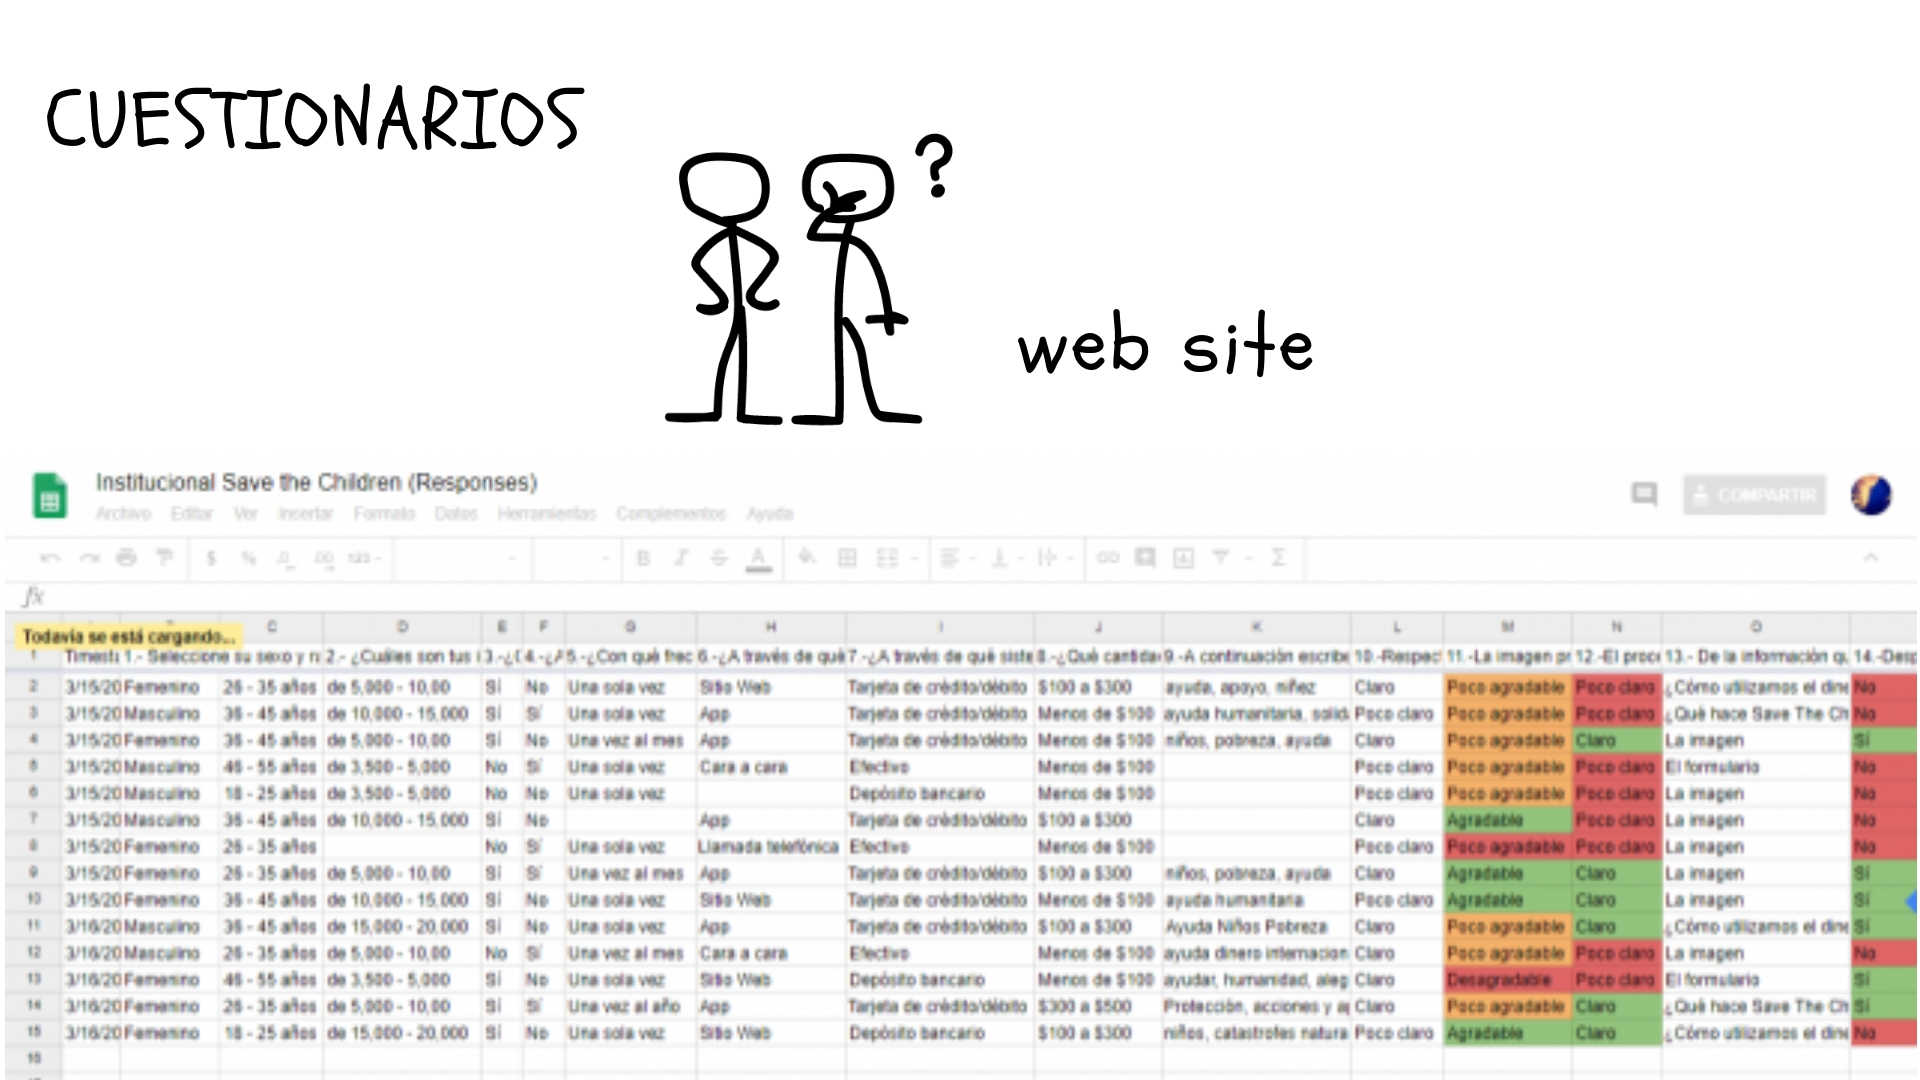 CUESTIONARIOS
?
web site
Institucional Save the Children (Responses)
Archivo Editar Ver Insertar Formato Datos Herramientas Complementos Ayuda
COMPARTIR
$ % .0 .00 123
B I S A
fx
Todavía se está cargando...
C D E F G H I J K L M N O
1 Timest 1.- Seleccione su sexo y 2.- ¿Cuáles son tus 3.-¿ 4.-¿ 5.-¿Con qué frec 6.-¿A través de qué 7.-¿A través de qué siste 8.-¿Qué cantida 9.-A continuación escribe 10.-Respec 11.-La imagen pr 12.-El proc 13.- De la información q 14.-Desp
2 3/15/20 Femenino 26 - 35 años de 5,000 - 10,00 Sí No Una sola vez Sitio Web Tarjeta de crédito/débito $100 a $300 ayuda, apoyo, niñez Claro Poco agradable Poco claro ¿Cómo utilizamos el dine No
3 3/15/20 Masculino 36 - 45 años de 10,000 - 15,000 Sí Sí Una sola vez App Tarjeta de crédito/débito Menos de $100 ayuda humanitaria, solid Poco claro Poco agradable Poco claro ¿Qué hace Save The Ch No
4 3/15/20 Femenino 36 - 45 años de 5,000 - 10,00 Sí No Una vez al mes App Tarjeta de crédito/débito Menos de $100 niños, pobreza, ayuda Claro Poco agradable Claro La imagen Sí
5 3/15/20 Masculino 46 - 55 años de 3,500 - 5,000 No Sí Una sola vez Cara a cara Efectivo Menos de $100 Poco claro Poco agradable Poco claro El formulario No
6 3/15/20 Masculino 18 - 25 años de 3,500 - 5,000 No No Una sola vez Depósito bancario Menos de $100 Poco claro Poco agradable Poco claro La imagen No
7 3/15/20 Masculino 36 - 45 años de 10,000 - 15,000 Sí No App Tarjeta de crédito/débito $100 a $300 Claro Agradable Poco claro La imagen No
8 3/15/20 Femenino 26 - 35 años No Sí Una sola vez Llamada telefónica Efectivo Menos de $100 Poco claro Poco agradable Poco claro La imagen No
9 3/15/20 Femenino 26 - 35 años de 5,000 - 10,00 Sí Sí Una vez al mes App Tarjeta de crédito/débito $100 a $300 niños, pobreza, ayuda Claro Agradable Claro La imagen Sí
10 3/15/20 Femenino 36 - 45 años de 10,000 - 15,000 Sí No Una sola vez Sitio Web Tarjeta de crédito/débito Menos de $100 ayuda humanitaria Poco claro Agradable Claro La imagen Sí
11 3/16/20 Masculino 36 - 45 años de 15,000 - 20,000 Sí No Una sola vez App Tarjeta de crédito/débito $100 a $300 Ayuda Niños Pobreza Claro Poco agradable Claro ¿Cómo utilizamos el dine Sí
12 3/16/20 Masculino 26 - 35 años de 5,000 - 10,00 No Sí Una vez al mes Cara a cara Efectivo Menos de $100 ayuda dinero internacion Claro Poco agradable Poco claro La imagen No
13 3/16/20 Femenino 46 - 55 años de 3,500 - 5,000 Sí No Una sola vez Sitio Web Depósito bancario Menos de $100 ayudar, humanidad, aleg Claro Desagradable Poco claro El formulario Sí
14 3/16/20 Femenino 26 - 35 años de 5,000 - 10,00 Sí Sí Una vez al año App Tarjeta de crédito/débito $300 a $500 Protección, acciones y a Claro Poco agradable Claro ¿Qué hace Save The Ch Sí
15 3/16/20 Femenino 18 - 25 años de 15,000 - 20,000 Sí No Una sola vez Sitio Web Depósito bancario $100 a $300 niños, catastrofes natura Poco claro Agradable Claro ¿Cómo utilizamos el dine No
16